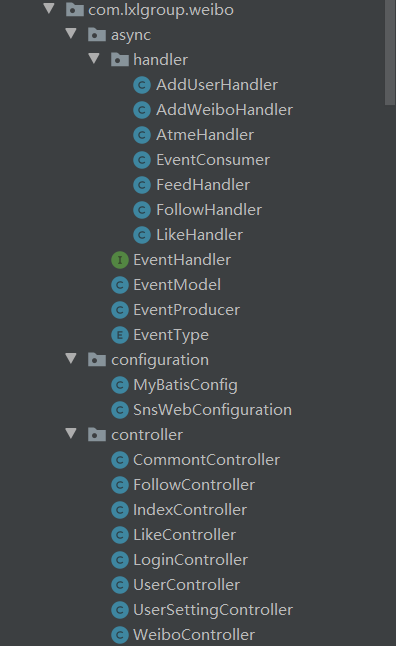 com.lxlgroup.weibo
async
handler
C AddUserHandler
C AddWeiboHandler
C AtmeHandler
C EventConsumer
C FeedHandler
C FollowHandler
C LikeHandler
I EventHandler
C EventModel
C EventProducer
E EventType
configuration
C MyBatisConfig
C SnsWebConfiguration
controller
C CommontController
C FollowController
C IndexController
C LikeController
C LoginController
C UserController
C UserSettingController
C WeiboController